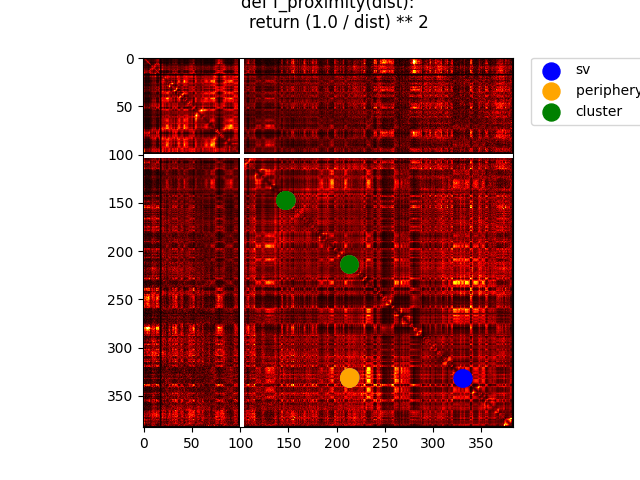 def f_proximity(dist):
return (1.0 / dist) ** 2
0
50
100
150
200
250
300
350
0 50 100 150 200 250 300 350
sv
periphery
cluster